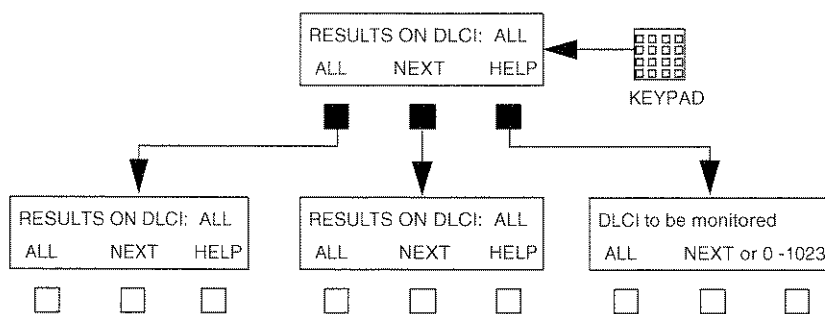 RESULTS ON DLCI: ALL
ALL NEXT HELP
KEYPAD
RESULTS ON DLCI: ALL
ALL NEXT HELP
RESULTS ON DLCI: ALL
ALL NEXT HELP
DLCI to be monitored
ALL NEXT or 0 -1023